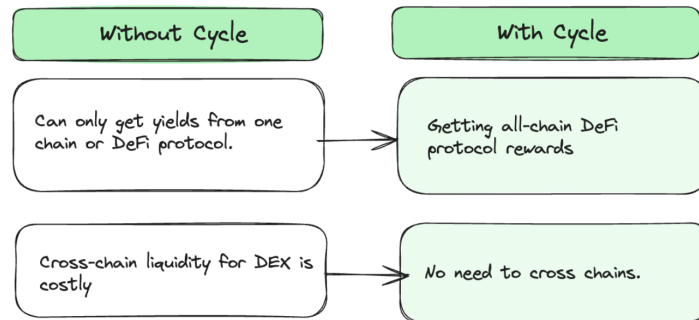 Without Cycle
With Cycle
Can only get yields from one
chain or DeFi protocol.
Getting all-chain DeFi
protocol rewards
Cross-chain liquidity for DEX is
costly
No need to cross chains.